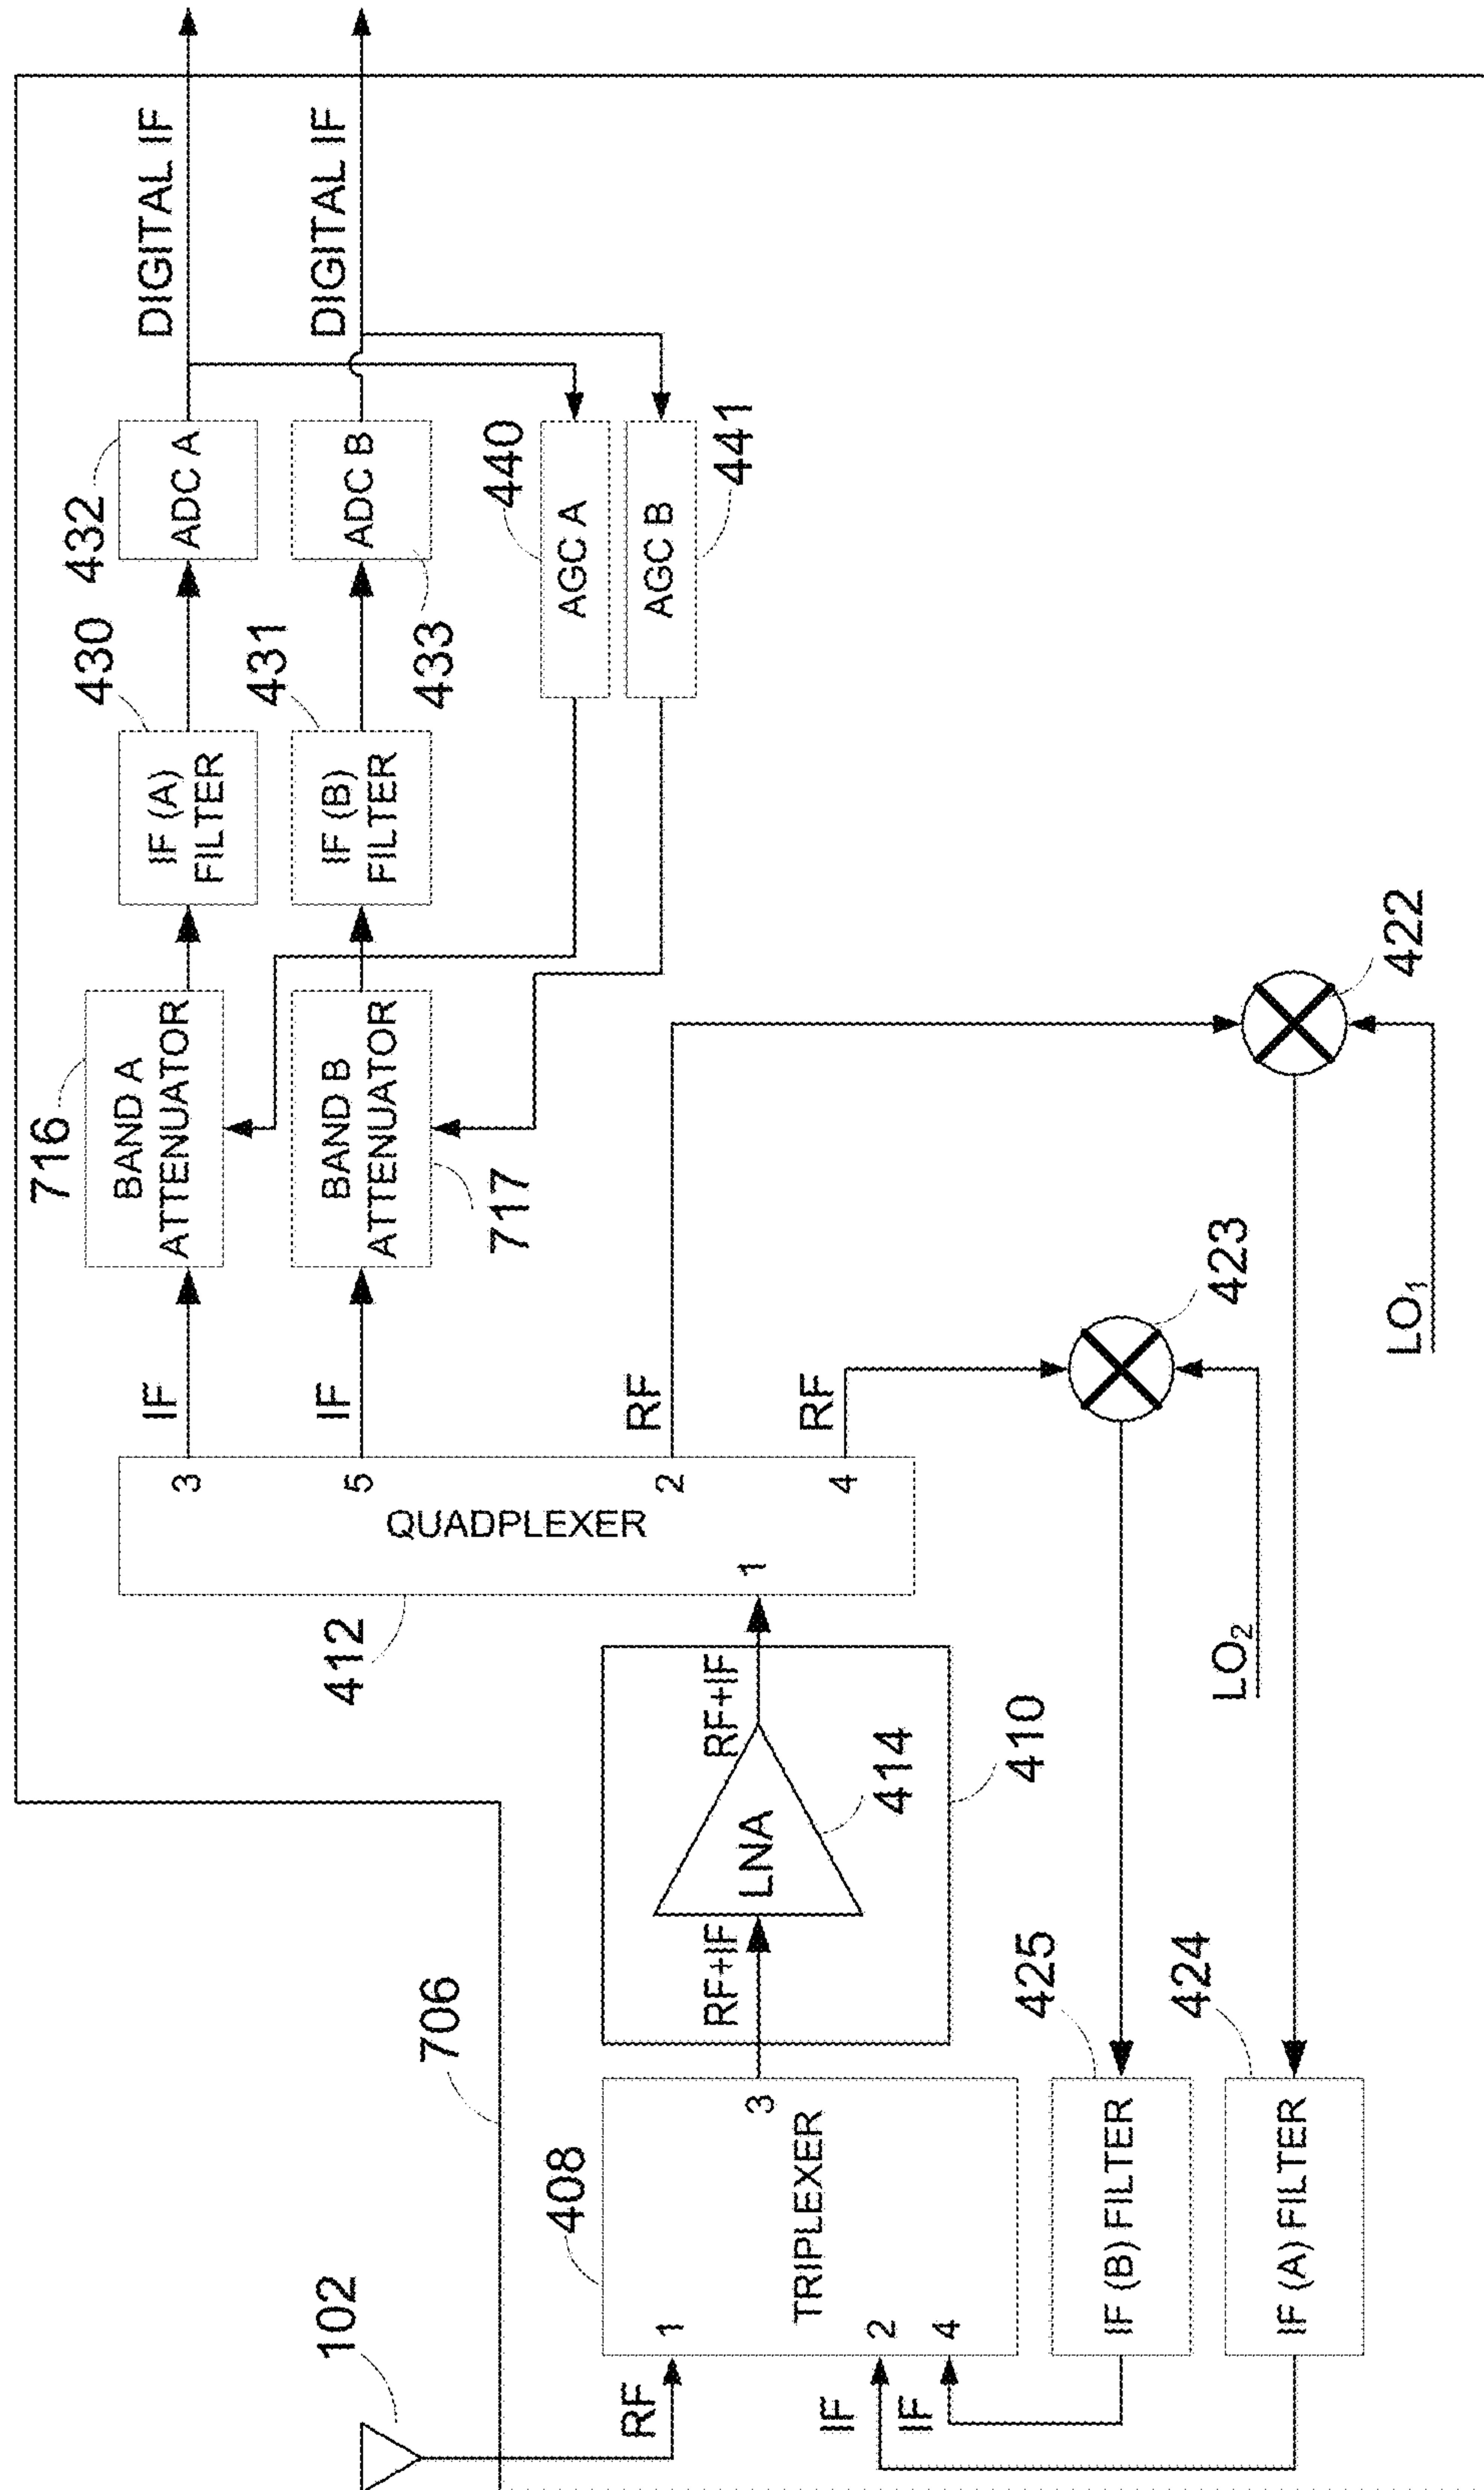 102
706
RF
1
408
TRIPLEXER
3
IF
2
IF
4
425
IF (B) FILTER
424
IF (A) FILTER
RF+IF
LNA
RF+IF
414
410
412
QUADPLEXER
1
3
5
2
4
IF
IF
RF
RF
716
BAND A
ATTENUATOR
BAND B
ATTENUATOR
717
430
IF (A)
FILTER
431
IF (B)
FILTER
432
ADC A
ADC B
433
440
AGC A
AGC B
441
DIGITAL IF
DIGITAL IF
423
LO₂
422
LO₁